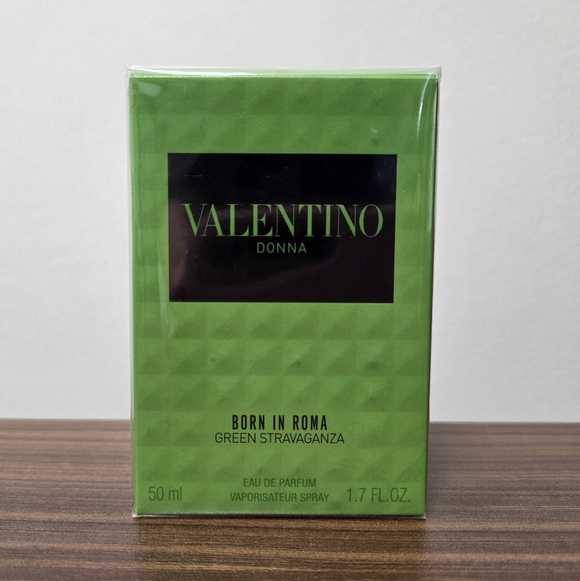 VALENTINO
DONNA
BORN IN ROMA
GREEN STRAVAGANZA
EAU DE PARFUM
50 ml VAPORISATEUR SPRAY 1.7 FL.OZ.